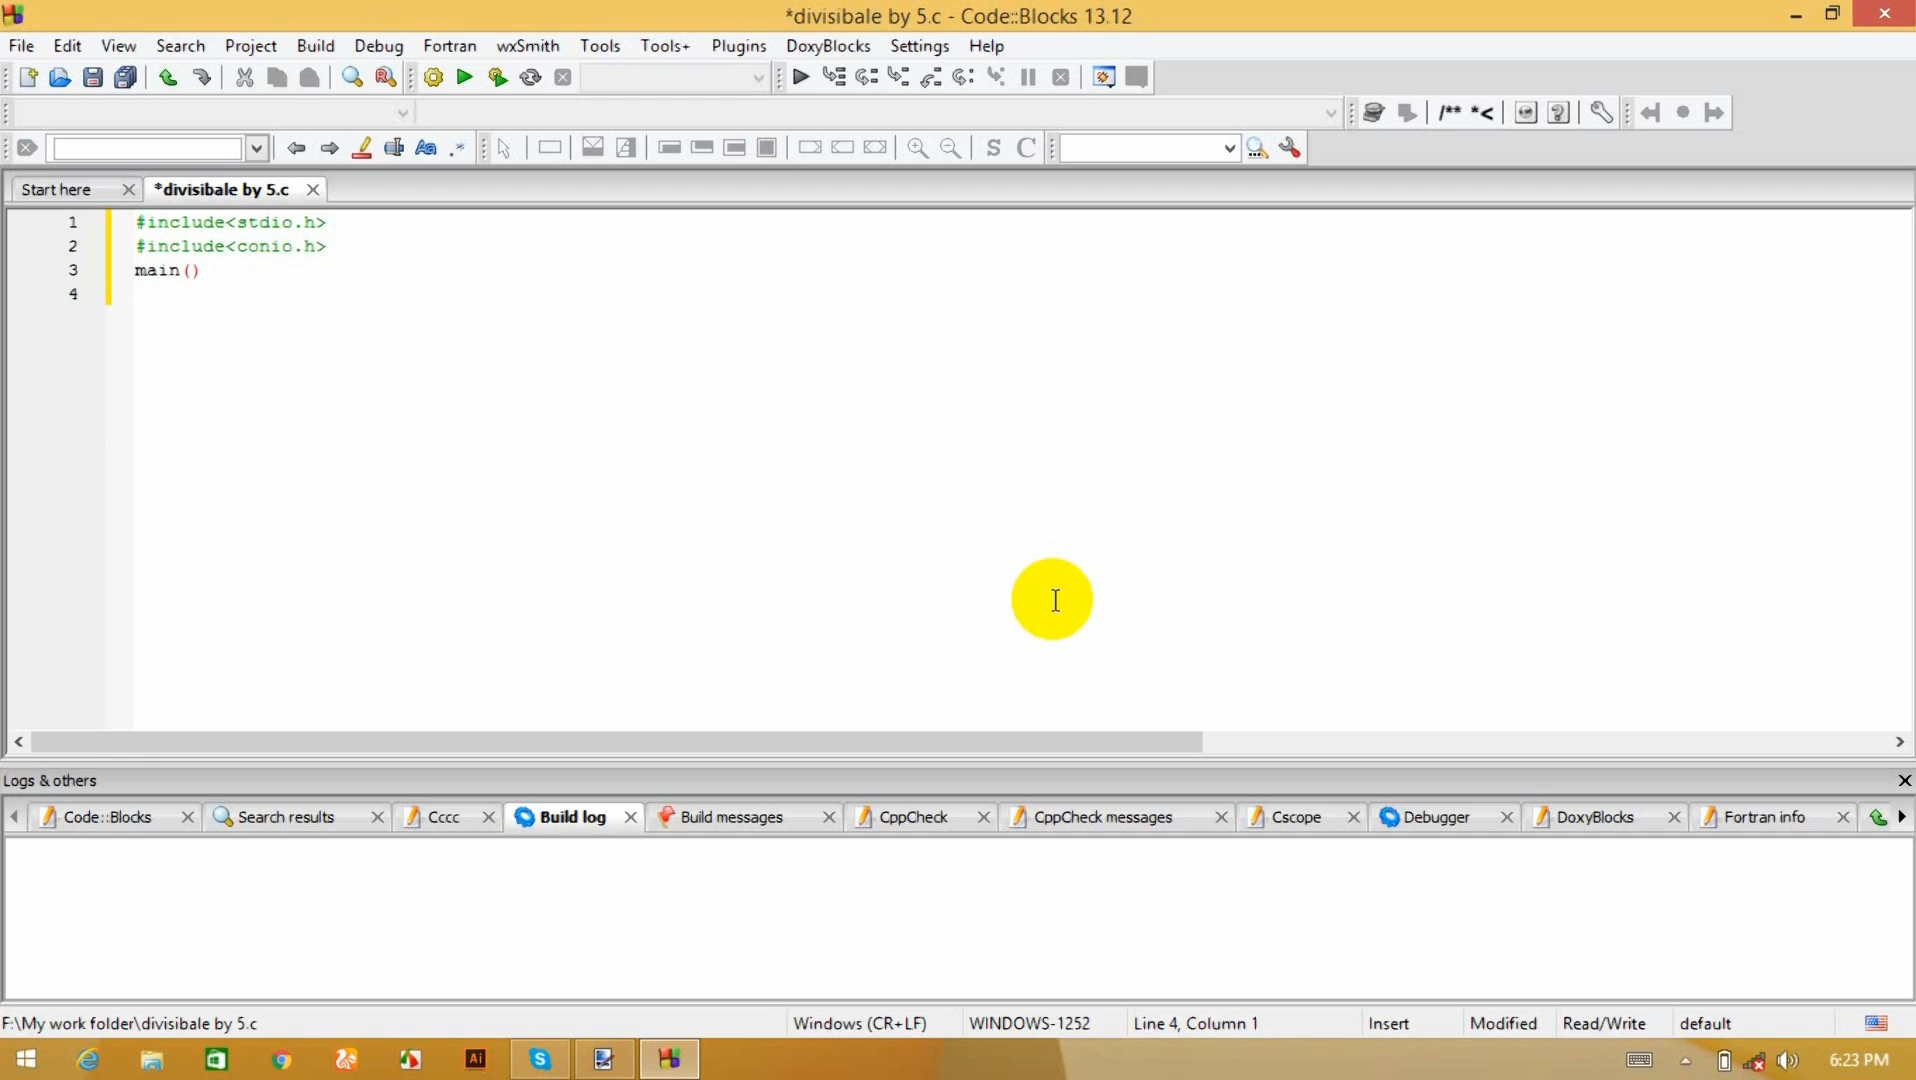 *divisibale by 5.c - Code::Blocks 13.12
File Edit View Search Project Build Debug Fortran wxSmith Tools Tools+ Plugins DoxyBlocks Settings Help
/** *<
Aa .*
S C
Start here *divisibale by 5.c
1 #include<stdio.h>
2 #include<conio.h>
3 main()
4
Logs & others
Code::Blocks Search results Cccc Build log Build messages CppCheck CppCheck messages Cscope Debugger DoxyBlocks Fortran info
F:\My work folder\divisibale by 5.c Windows (CR+LF) WINDOWS-1252 Line 4, Column 1 Insert Modified Read/Write default
Ai S 6:23 PM